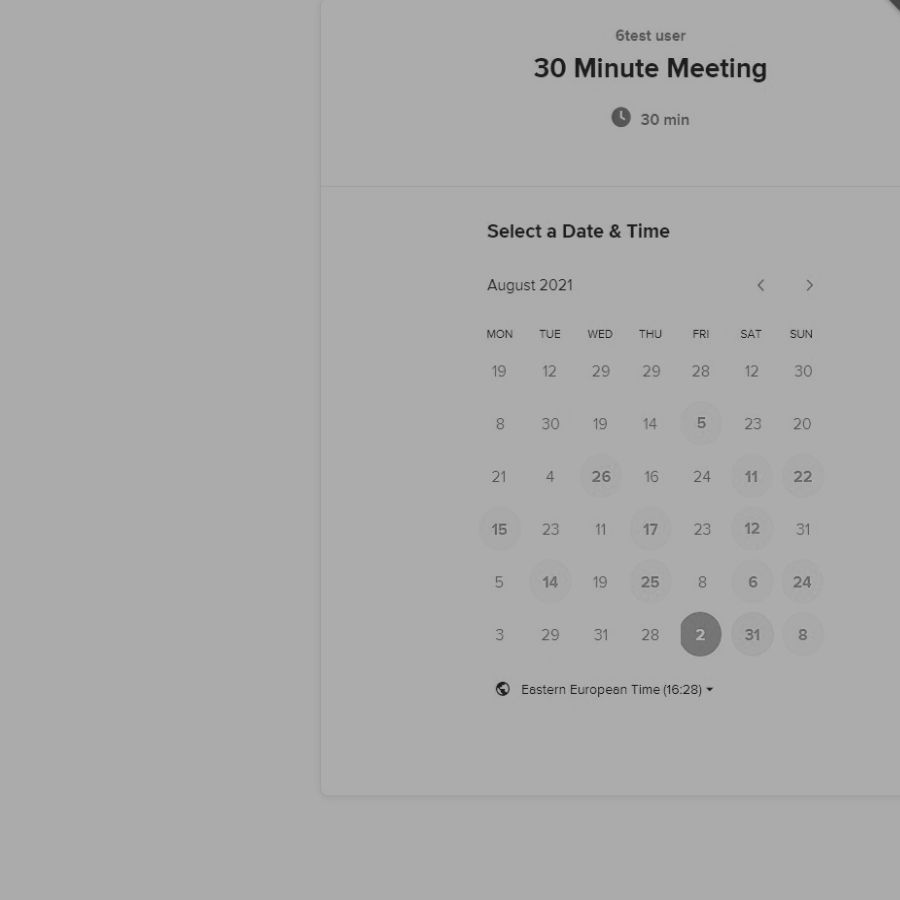 6test user
30 Minute Meeting
30 min
Select a Date & Time
August 2021
MON TUE WED THU FRI SAT SUN
19 12 29 29 28 12 30
8 30 19 14 5 23 20
21 4 26 16 24 11 22
15 23 11 17 23 12 31
5 14 19 25 8 6 24
3 29 31 28 2 31 8
Eastern European Time (16:28)